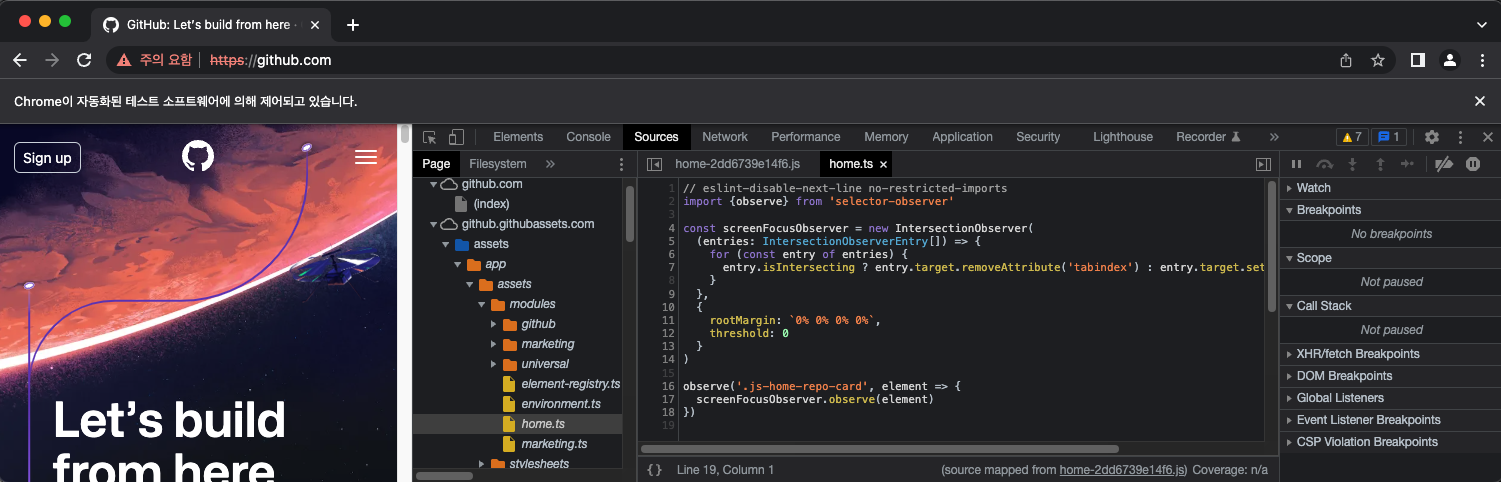 GitHub: Let's build from here ·
주의 요함 https://github.com
Chrome이 자동화된 테스트 소프트웨어에 의해 제어되고 있습니다.
Sign up
Let's build
from here
Elements Console Sources Network Performance Memory Application Security Lighthouse Recorder 7 1
Page Filesystem
github.com
(index)
github.githubassets.com
assets
app
assets
modules
github
marketing
universal
element-registry.ts
environment.ts
home.ts
marketing.ts
stylesheets
home-2dd6739e14f6.js home.ts
1 // eslint-disable-next-line no-restricted-imports
2 import {observe} from 'selector-observer'
3
4 const screenFocusObserver = new IntersectionObserver(
5 (entries: IntersectionObserverEntry[]) => {
6 for (const entry of entries) {
7 entry.isIntersecting ? entry.target.removeAttribute('tabindex') : entry.target.set
8 }
9 },
10 {
11 rootMargin: `0% 0% 0% 0%`,
12 threshold: 0
13 }
14 )
15
16 observe('.js-home-repo-card', element => {
17 screenFocusObserver.observe(element)
18 })
19
{} Line 19, Column 1 (source mapped from home-2dd6739e14f6.js) Coverage: n/a
Watch
Breakpoints
No breakpoints
Scope
Not paused
Call Stack
Not paused
XHR/fetch Breakpoints
DOM Breakpoints
Global Listeners
Event Listener Breakpoints
CSP Violation Breakpoints